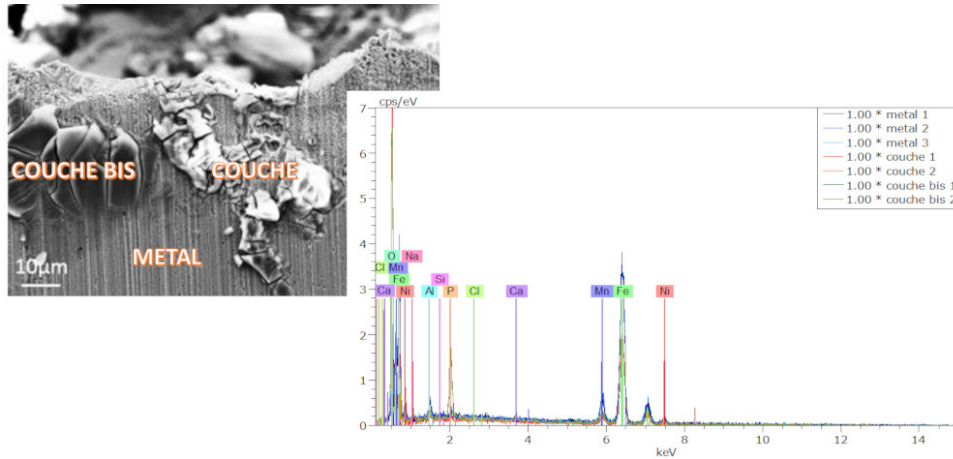 COUCHE BIS
COUCHE
METAL
10µm
cps/eV
7
6
5
4
3
2
1
0
2
4
6
8
10
12
14
keV
O
Na
Cl
Mn
Fe
Si
Ca
Ni
Al
P
Cl
Ca
Mn
Fe
Ni
1.00 * metal 1
1.00 * metal 2
1.00 * metal 3
1.00 * couche 1
1.00 * couche 2
1.00 * couche bis 1
1.00 * couche bis 2